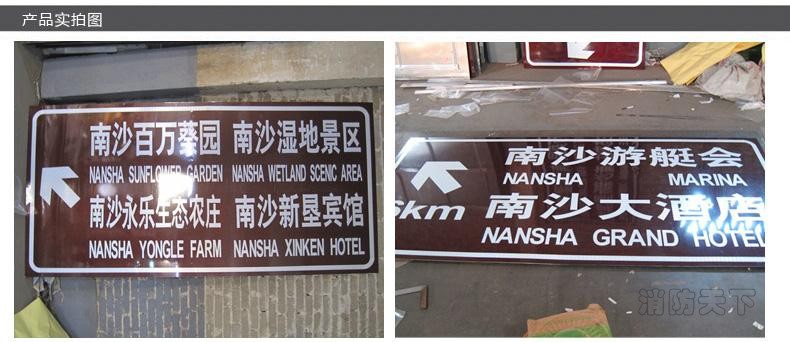 产品实拍图
南沙百万葵园 南沙湿地景区
NANSHA SUNFLOWER GARDEN NANSHA WETLAND SCENIC AREA
南沙永乐生态农庄 南沙新垦宾馆
NANSHA YONGLE FARM NANSHA XINKEN HOTEL
南沙游艇会
NANSHA MARINA
5km 南沙大酒店
NANSHA GRAND HOTEL
消防天下